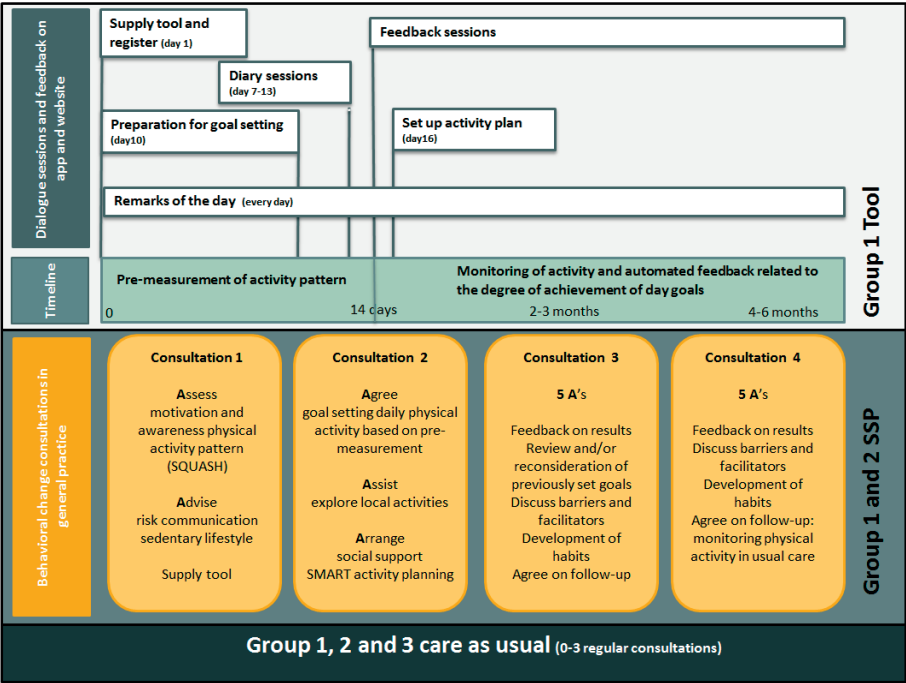 Dialogue sessions and feedback on
app and website
Supply tool and
register (day 1)
Feedback sessions
Diary sessions
(day 7-13)
Preparation for goal setting
(day10)
Set up activity plan
(day16)
Remarks of the day (every day)
Group 1 Tool
Timeline
Pre-measurement of activity pattern
Monitoring of activity and automated feedback related to
the degree of achievement of day goals
0
14 days
2-3 months
4-6 months
Behavioral change consultations in
general practice
Consultation 1
Assess
motivation and
awareness physical
activity pattern
(SQUASH)
Advise
risk communication
sedentary lifestyle
Supply tool
Consultation 2
Agree
goal setting daily physical
activity based on pre-
measurement
Assist
explore local activities
Arrange
social support
SMART activity planning
Consultation 3
5 A's
Feedback on results
Review and/or
reconsideration of
previously set goals
Discuss barriers and
facilitators
Development of
habits
Agree on follow-up
Consultation 4
5 A's
Feedback on results
Discuss barriers and
facilitators
Development of
habits
Agree on follow-up:
monitoring physical
activity in usual care
Group 1 and 2 SSP
Group 1, 2 and 3 care as usual (0-3 regular consultations)